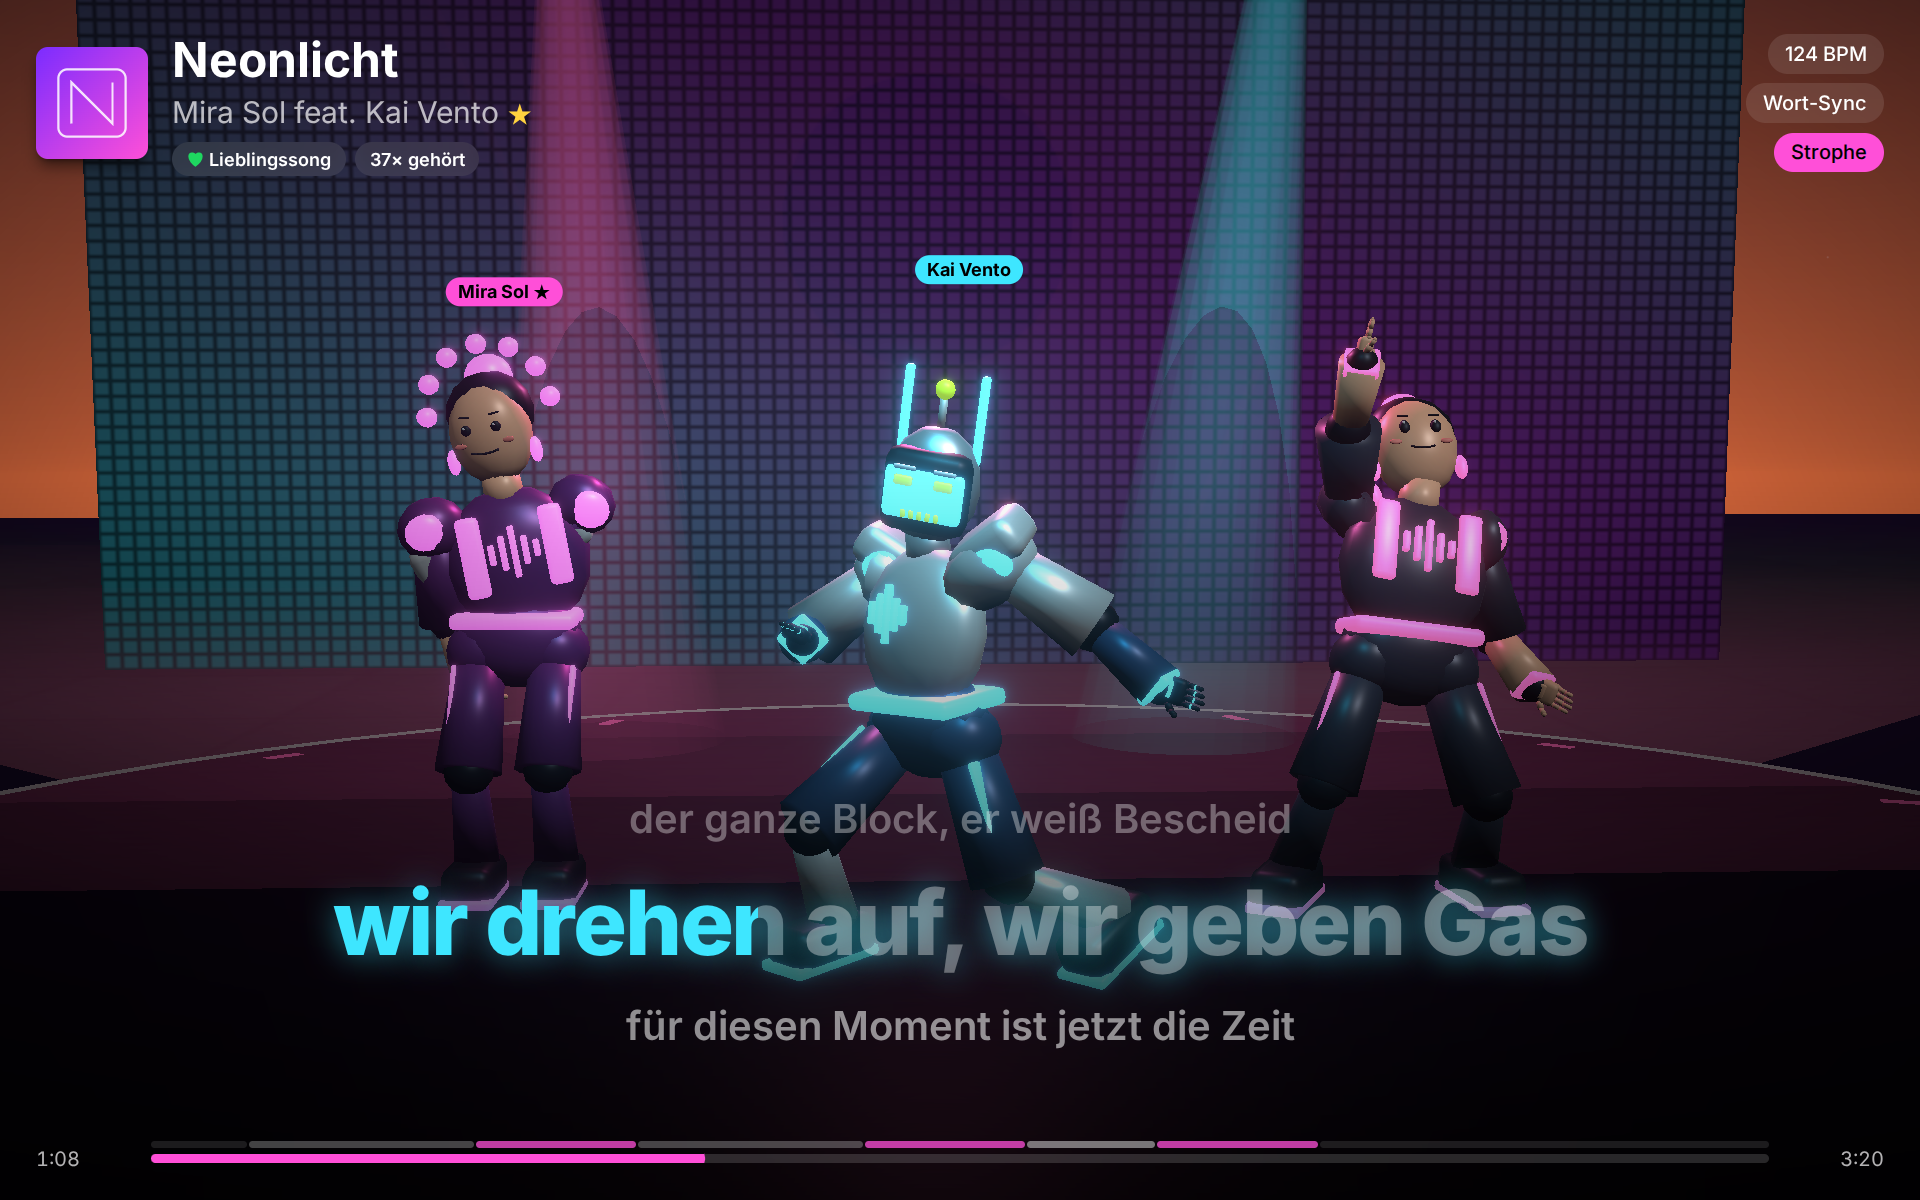 N
Neonlicht
Mira Sol feat. Kai Vento ★
Lieblingssong
37× gehört
124 BPM
Wort-Sync
Strophe
Mira Sol ★
Kai Vento
der ganze Block, er weiß Bescheid
wir drehen auf, wir geben Gas
für diesen Moment ist jetzt die Zeit
1:08
3:20